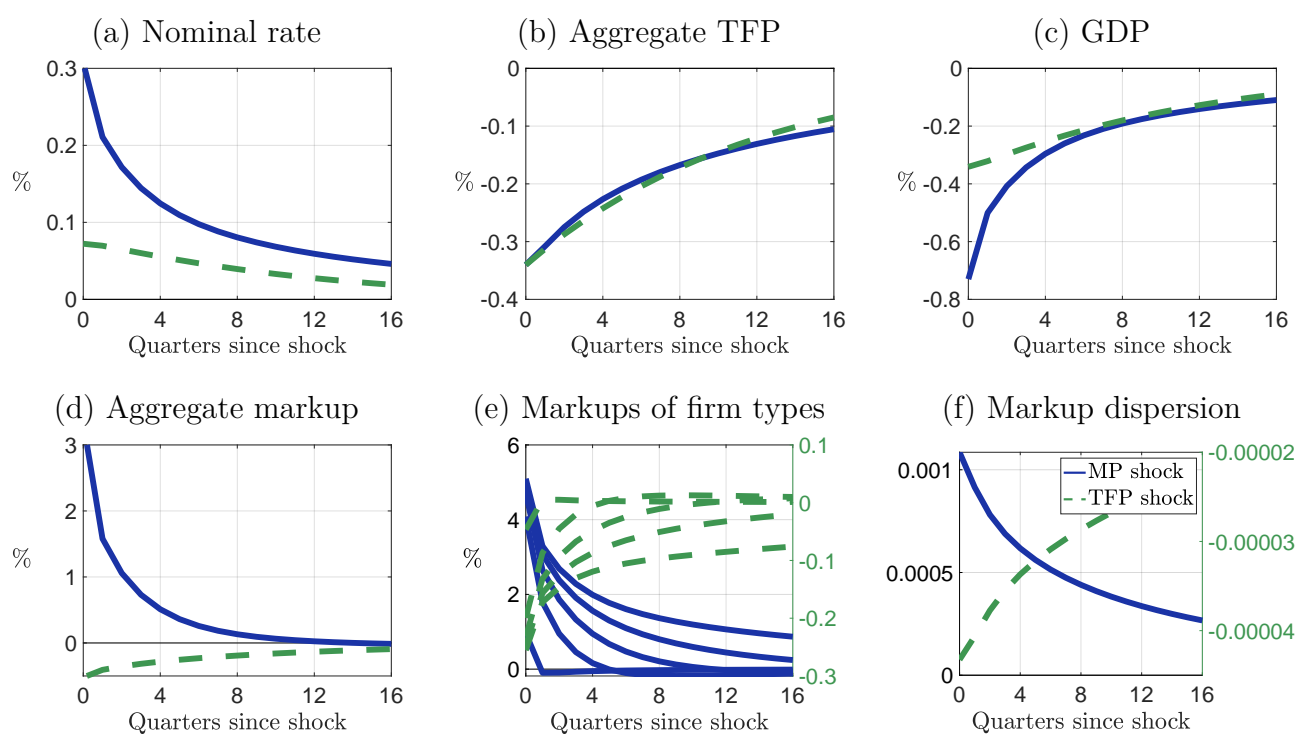 (a) Nominal rate
(b) Aggregate TFP
(c) GDP
0.3
0.2
%
0.1
0
0 4 8 12 16
Quarters since shock
0
-0.1
% -0.2
-0.3
-0.4
0 4 8 12 16
Quarters since shock
0
-0.2
% -0.4
-0.6
-0.8
0 4 8 12 16
Quarters since shock
(d) Aggregate markup
(e) Markups of firm types
(f) Markup dispersion
3
2
%
1
0
0 4 8 12 16
Quarters since shock
6
4
%
2
0
0.1
0
-0.1
-0.2
-0.3
0 4 8 12 16
Quarters since shock
0.001
0.0005
0
-0.00002
-0.00003
-0.00004
MP shock
TFP shock
0 4 8 12 16
Quarters since shock